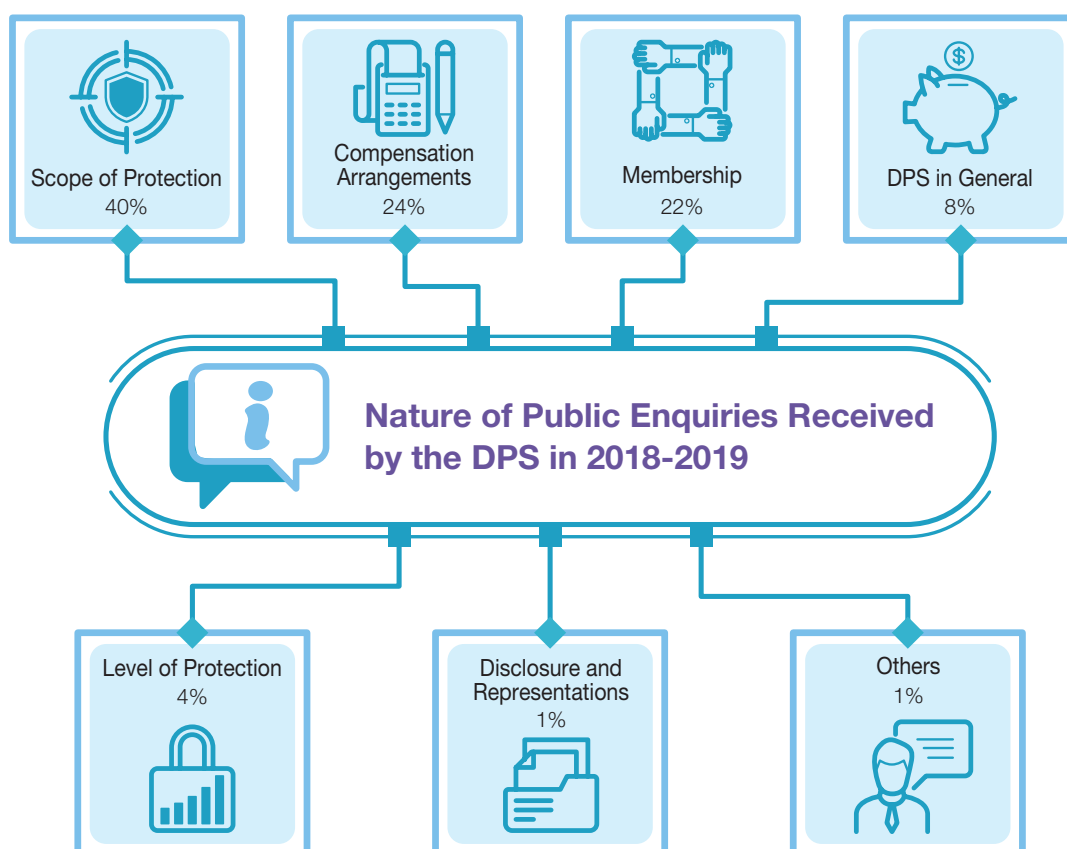 Scope of Protection
40%
Compensation
Arrangements
24%
Membership
22%
$
DPS in General
8%
Nature of Public Enquiries Received
by the DPS in 2018-2019
Level of Protection
4%
Disclosure and
Representations
1%
Others
1%